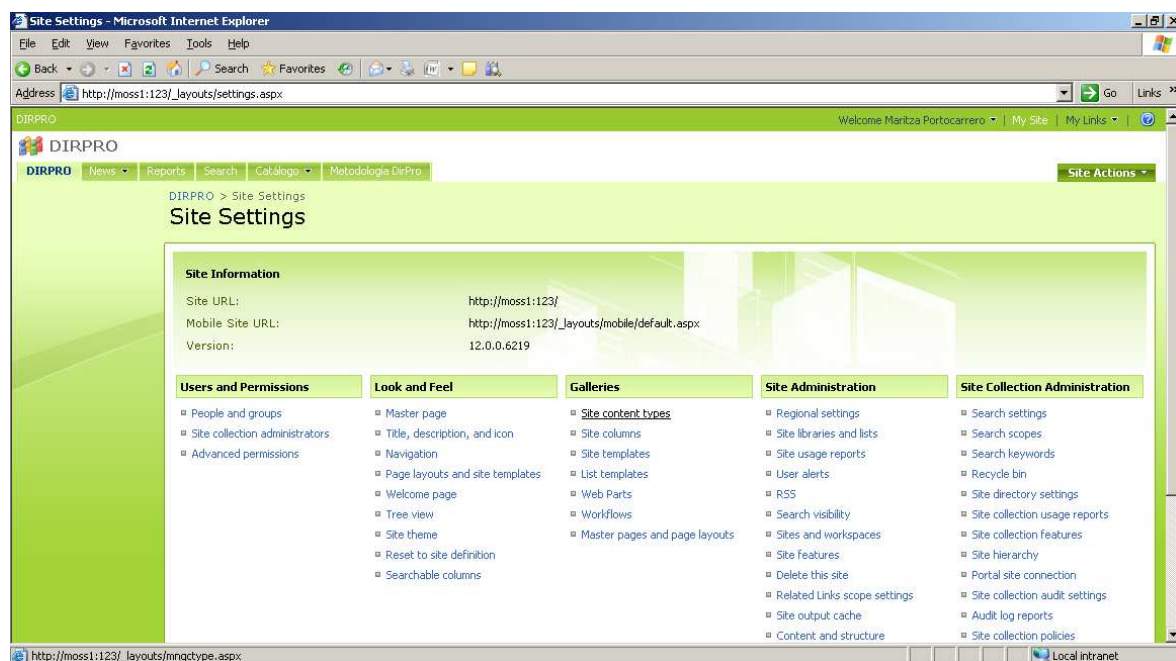 Site Settings - Microsoft Internet Explorer
File Edit View Favorites Tools Help
Back Search Favorites
Address http://moss1:123/_layouts/settings.aspx Go Links »
DIRPRO Welcome Maritza Portocarrero | My Site | My Links |
DIRPRO
DIRPRO News Reports Search Catálogo Metodología DirPro Site Actions
DIRPRO > Site Settings
Site Settings
Site Information
Site URL: http://moss1:123/
Mobile Site URL: http://moss1:123/_layouts/mobile/default.aspx
Version: 12.0.0.6219
Users and Permissions
People and groups
Site collection administrators
Advanced permissions
Look and Feel
Master page
Title, description, and icon
Navigation
Page layouts and site templates
Welcome page
Tree view
Site theme
Reset to site definition
Searchable columns
Galleries
Site content types
Site columns
Site templates
List templates
Web Parts
Workflows
Master pages and page layouts
Site Administration
Regional settings
Site libraries and lists
Site usage reports
User alerts
RSS
Search visibility
Sites and workspaces
Site features
Delete this site
Related Links scope settings
Site output cache
Content and structure
Site Collection Administration
Search settings
Search scopes
Search keywords
Recycle bin
Site directory settings
Site collection usage reports
Site collection features
Site hierarchy
Portal site connection
Site collection audit settings
Audit log reports
Site collection policies
http://moss1:123/_layouts/mngctype.aspx Local intranet